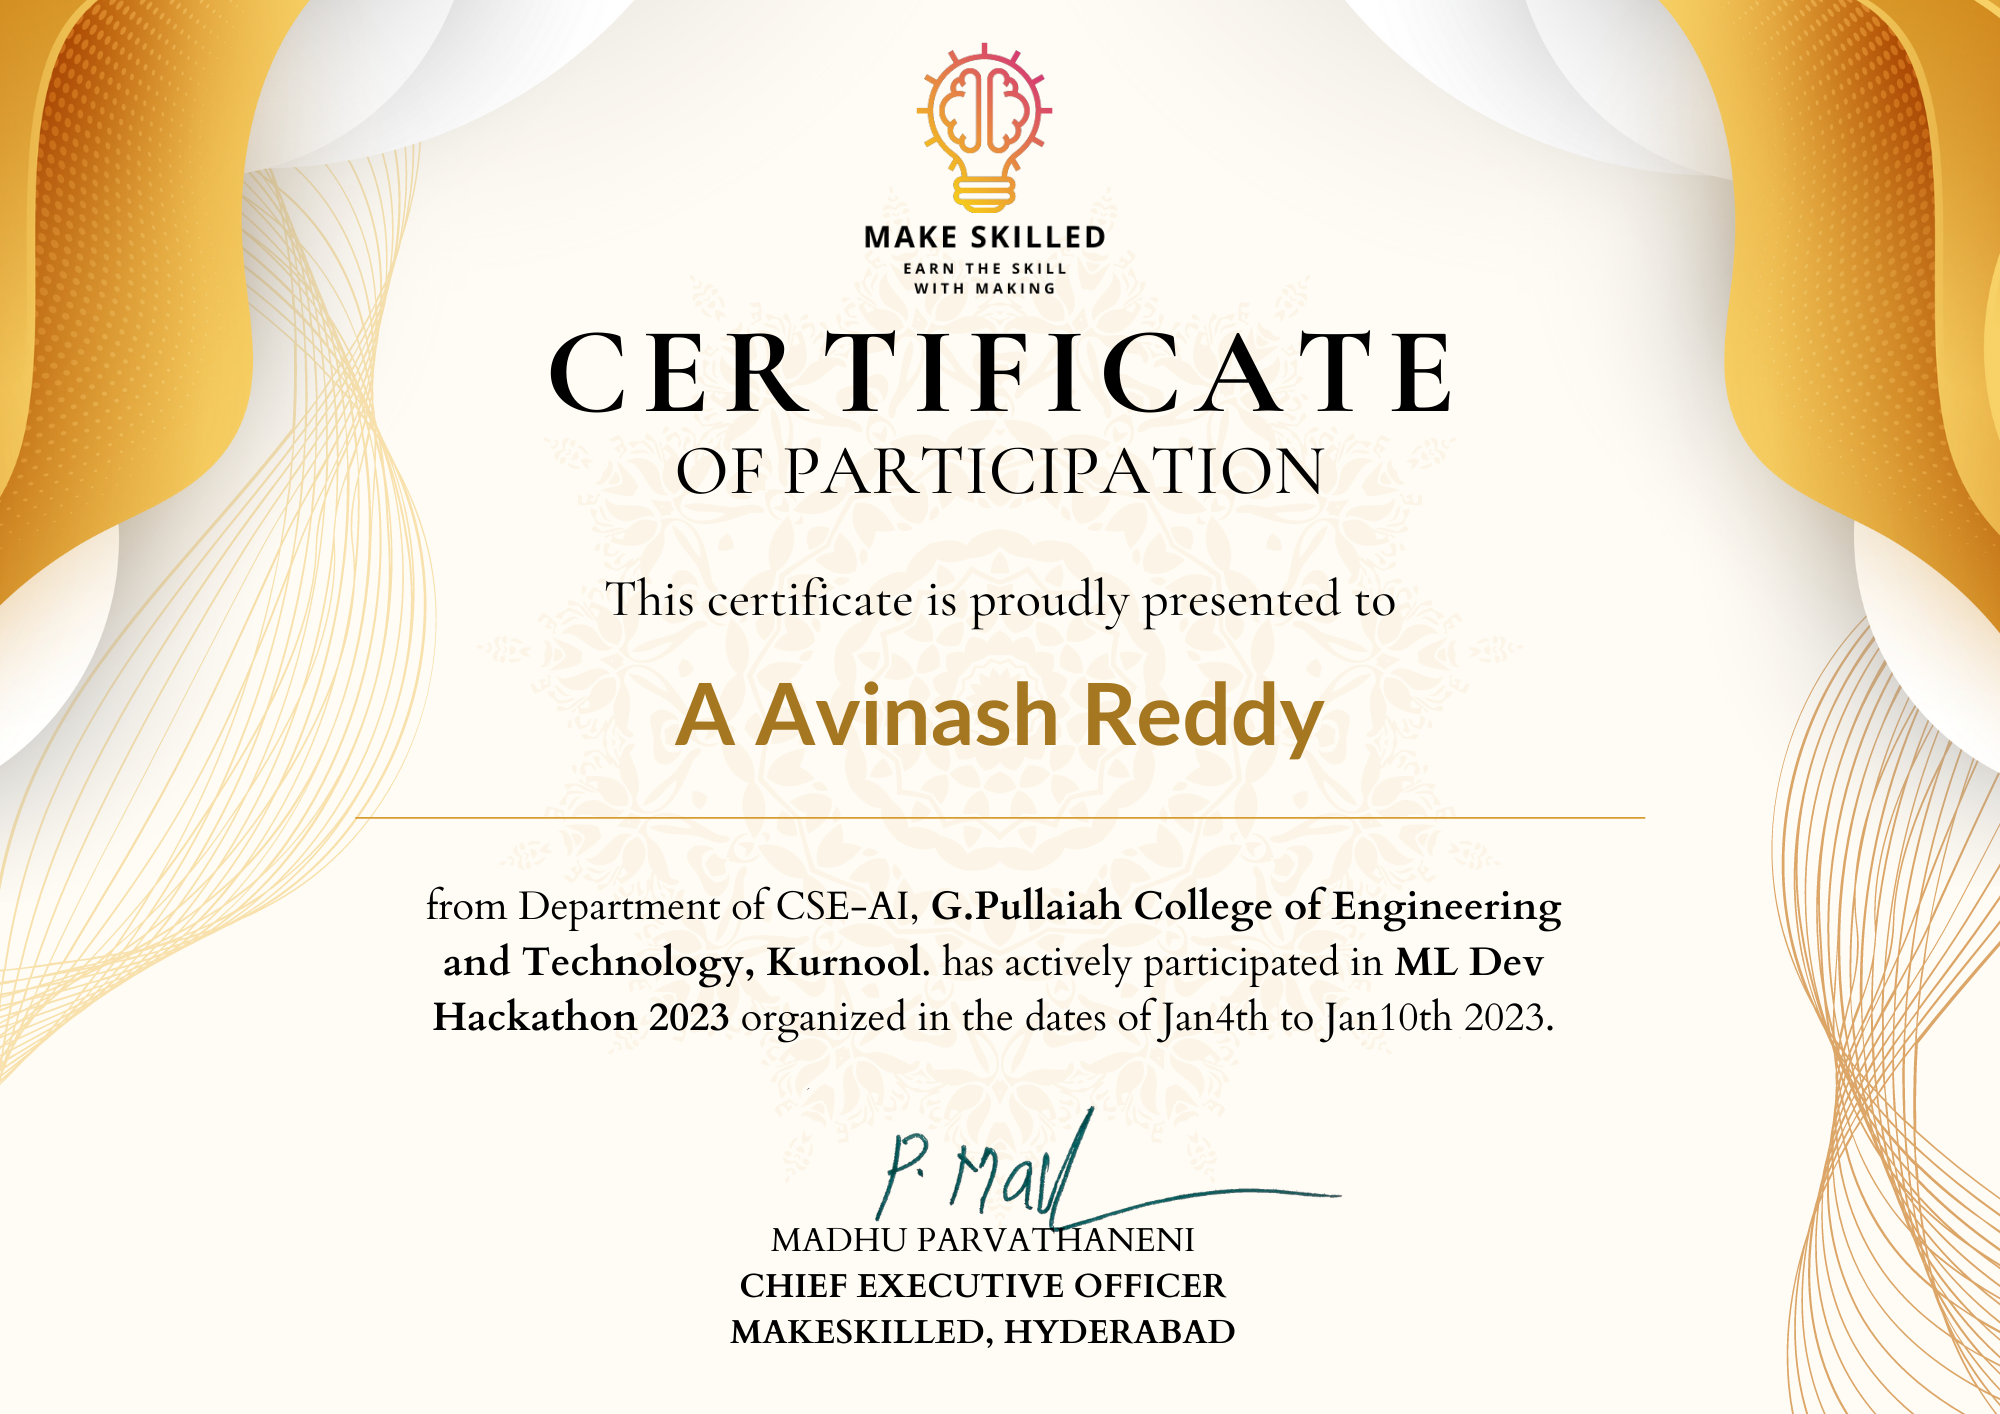 MAKE SKILLED
EARN THE SKILL
WITH MAKING
CERTIFICATE
OF PARTICIPATION
This certificate is proudly presented to
A Avinash Reddy
from Department of CSE-AI, G.Pullaiah College of Engineering
and Technology, Kurnool. has actively participated in ML Dev
Hackathon 2023 organized in the dates of Jan4th to Jan10th 2023.
MADHU PARVATHANENI
CHIEF EXECUTIVE OFFICER
MAKESKILLED, HYDERABAD